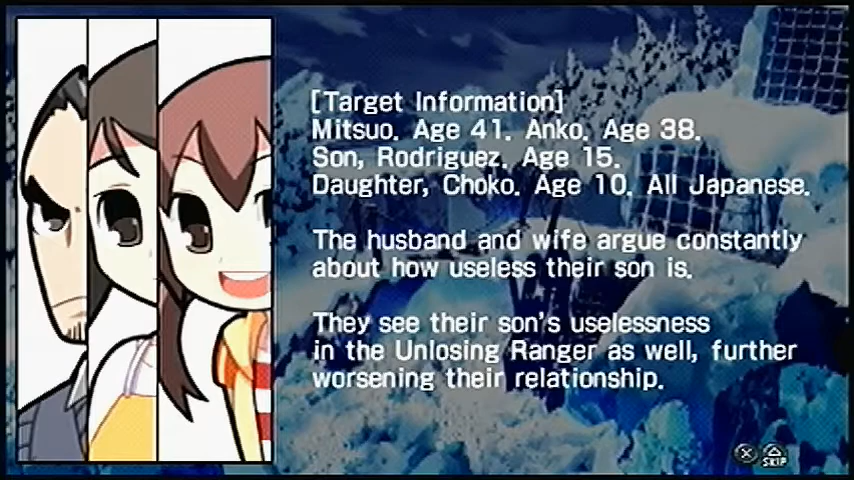 [Target Information]
Mitsuo. Age 41. Anko. Age 38.
Son, Rodriguez. Age 15.
Daughter, Choko. Age 10. All Japanese.
The husband and wife argue constantly
about how useless their son is.
They see their son's uselessness
in the Unlosing Ranger as well, further
worsening their relationship.
SKIP